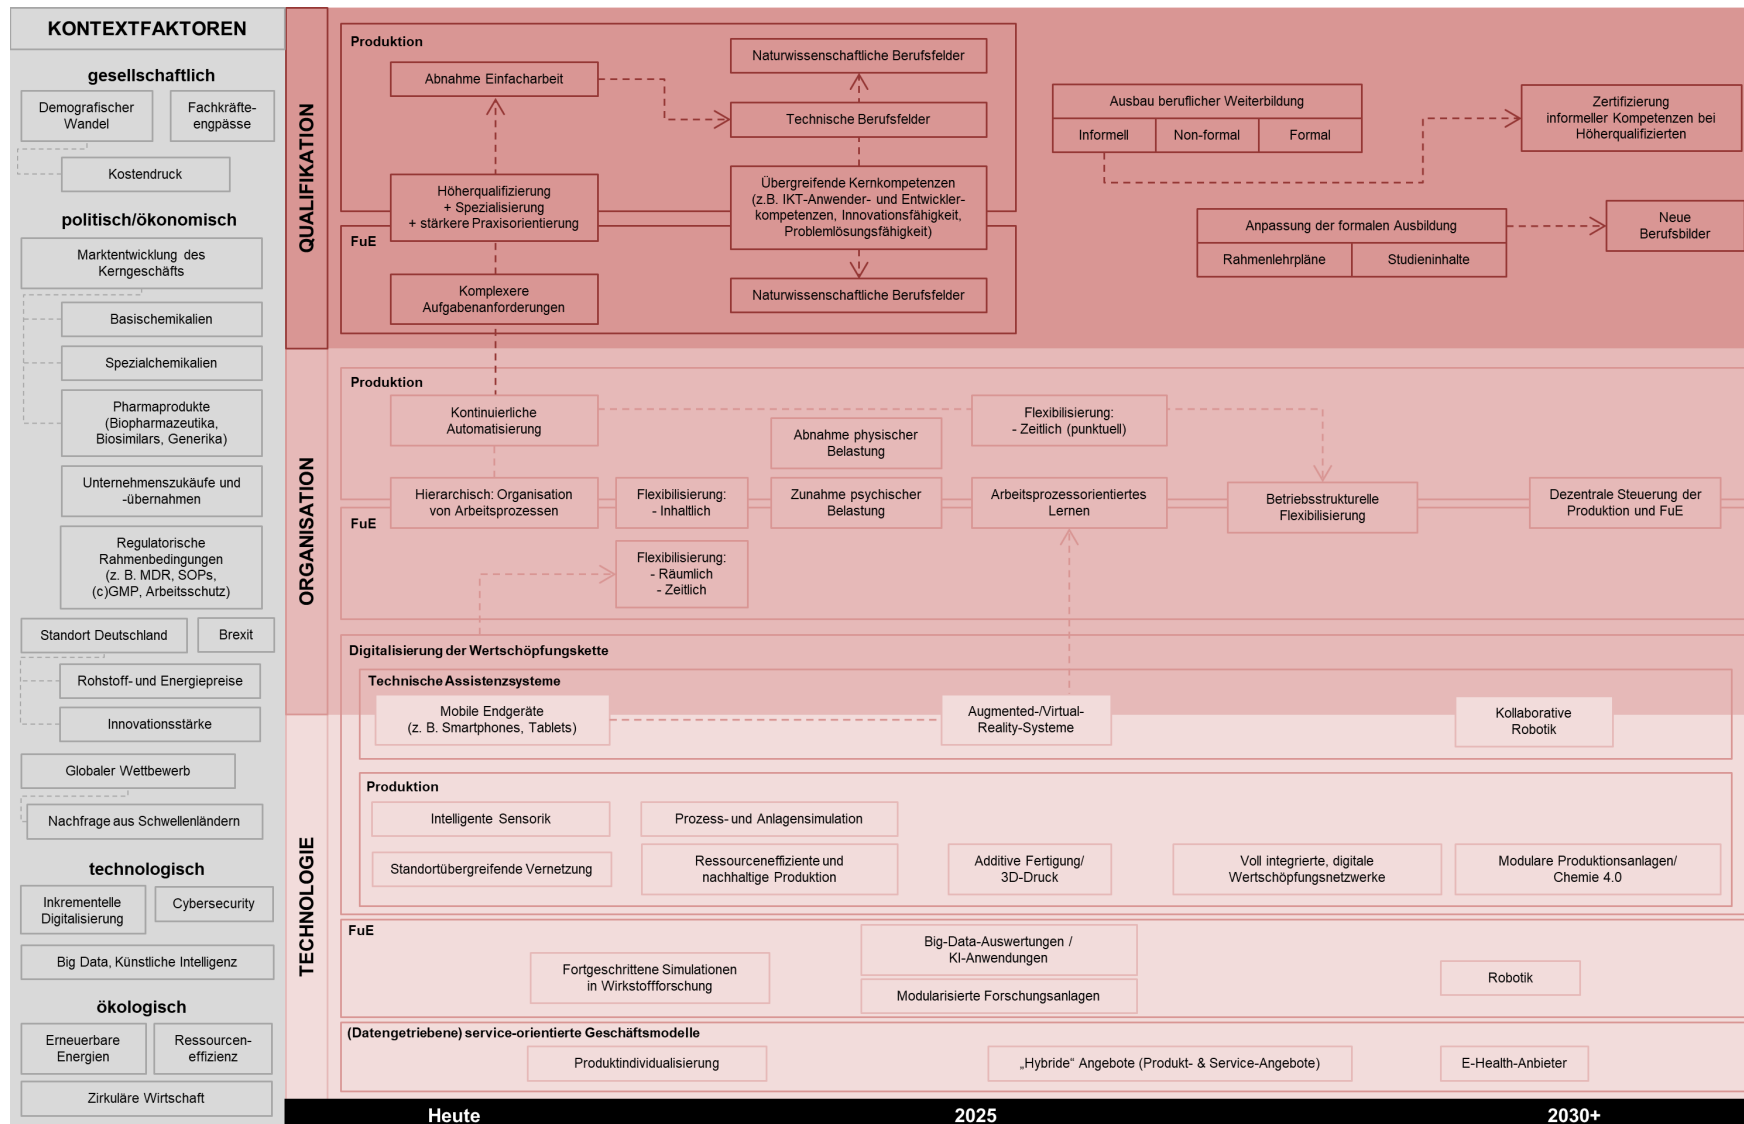 KONTEXTFAKTOREN
gesellschaftlich
Demografischer
Wandel
Fachkräfte-
engpässe
Kostendruck
politisch/ökonomisch
Marktentwicklung des
Kerngeschäfts
Basischemikalien
Spezialchemikalien
Pharmaprodukte
(Biopharmazeutika,
Biosimilars, Generika)
Unternehmenszukäufe und
-übernahmen
Regulatorische
Rahmenbedingungen
(z. B. MDR, SOPs,
(c)GMP, Arbeitsschutz)
Standort Deutschland
Brexit
Rohstoff- und Energiepreise
Innovationsstärke
Globaler Wettbewerb
Nachfrage aus Schwellenländern
technologisch
Inkrementelle
Digitalisierung
Cybersecurity
Big Data, Künstliche Intelligenz
ökologisch
Erneuerbare
Energien
Ressourcen-
effizienz
Zirkuläre Wirtschaft
QUALIFIKATION
Produktion
Abnahme Einfacharbeit
Naturwissenschaftliche Berufsfelder
Technische Berufsfelder
Höherqualifizierung
+ Spezialisierung
+ stärkere Praxisorientierung
Übergreifende Kernkompetenzen
(z.B. IKT-Anwender- und Entwickler-
kompetenzen, Innovationsfähigkeit,
Problemlösungsfähigkeit)
FuE
Komplexere
Aufgabenanforderungen
Naturwissenschaftliche Berufsfelder
Ausbau beruflicher Weiterbildung
Informell
Non-formal
Formal
Zertifizierung
informeller Kompetenzen bei
Höherqualifizierten
Anpassung der formalen Ausbildung
Rahmenlehrpläne
Studieninhalte
Neue
Berufsbilder
ORGANISATION
Produktion
Kontinuierliche
Automatisierung
Abnahme physischer
Belastung
Flexibilisierung:
- Zeitlich (punktuell)
Hierarchisch: Organisation
von Arbeitsprozessen
Flexibilisierung:
- Inhaltlich
Zunahme psychischer
Belastung
Arbeitsprozessorientiertes
Lernen
Betriebsstrukturelle
Flexibilisierung
Dezentrale Steuerung der
Produktion und FuE
FuE
Flexibilisierung:
- Räumlich
- Zeitlich
TECHNOLOGIE
Digitalisierung der Wertschöpfungskette
Technische Assistenzsysteme
Mobile Endgeräte
(z. B. Smartphones, Tablets)
Augmented-/Virtual-
Reality-Systeme
Kollaborative
Robotik
Produktion
Intelligente Sensorik
Prozess- und Anlagensimulation
Standortübergreifende Vernetzung
Ressourceneffiziente und
nachhaltige Produktion
Additive Fertigung/
3D-Druck
Voll integrierte, digitale
Wertschöpfungsnetzwerke
Modulare Produktionsanlagen/
Chemie 4.0
FuE
Fortgeschrittene Simulationen
in Wirkstoffforschung
Big-Data-Auswertungen /
KI-Anwendungen
Modularisierte Forschungsanlagen
Robotik
(Datengetriebene) service-orientierte Geschäftsmodelle
Produktindividualisierung
„Hybride“ Angebote (Produkt- & Service-Angebote)
E-Health-Anbieter
Heute
2025
2030+